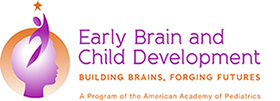 Early Brain and
Child Development
BUILDING BRAINS, FORGING FUTURES
A Program of the American Academy of Pediatrics